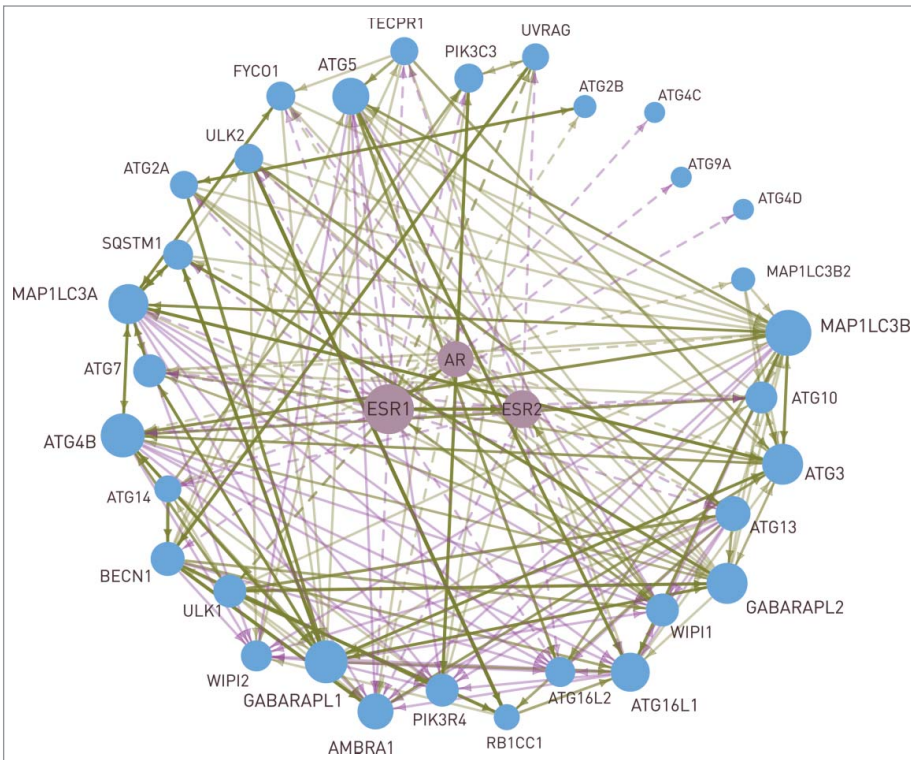 TECPR1
UVRAG
PIK3C3
ATG5
FYCO1
ATG2B
ATG4C
ULK2
ATG9A
ATG2A
ATG4D
SQSTM1
MAP1LC3B2
MAP1LC3A
MAP1LC3B
AR
ATG7
ATG10
ESR1
ESR2
ATG4B
ATG3
ATG14
ATG13
BECN1
GABARAPL2
ULK1
WIPI1
WIPI2
GABARAPL1
ATG16L2
ATG16L1
PIK3R4
RB1CC1
AMBRA1